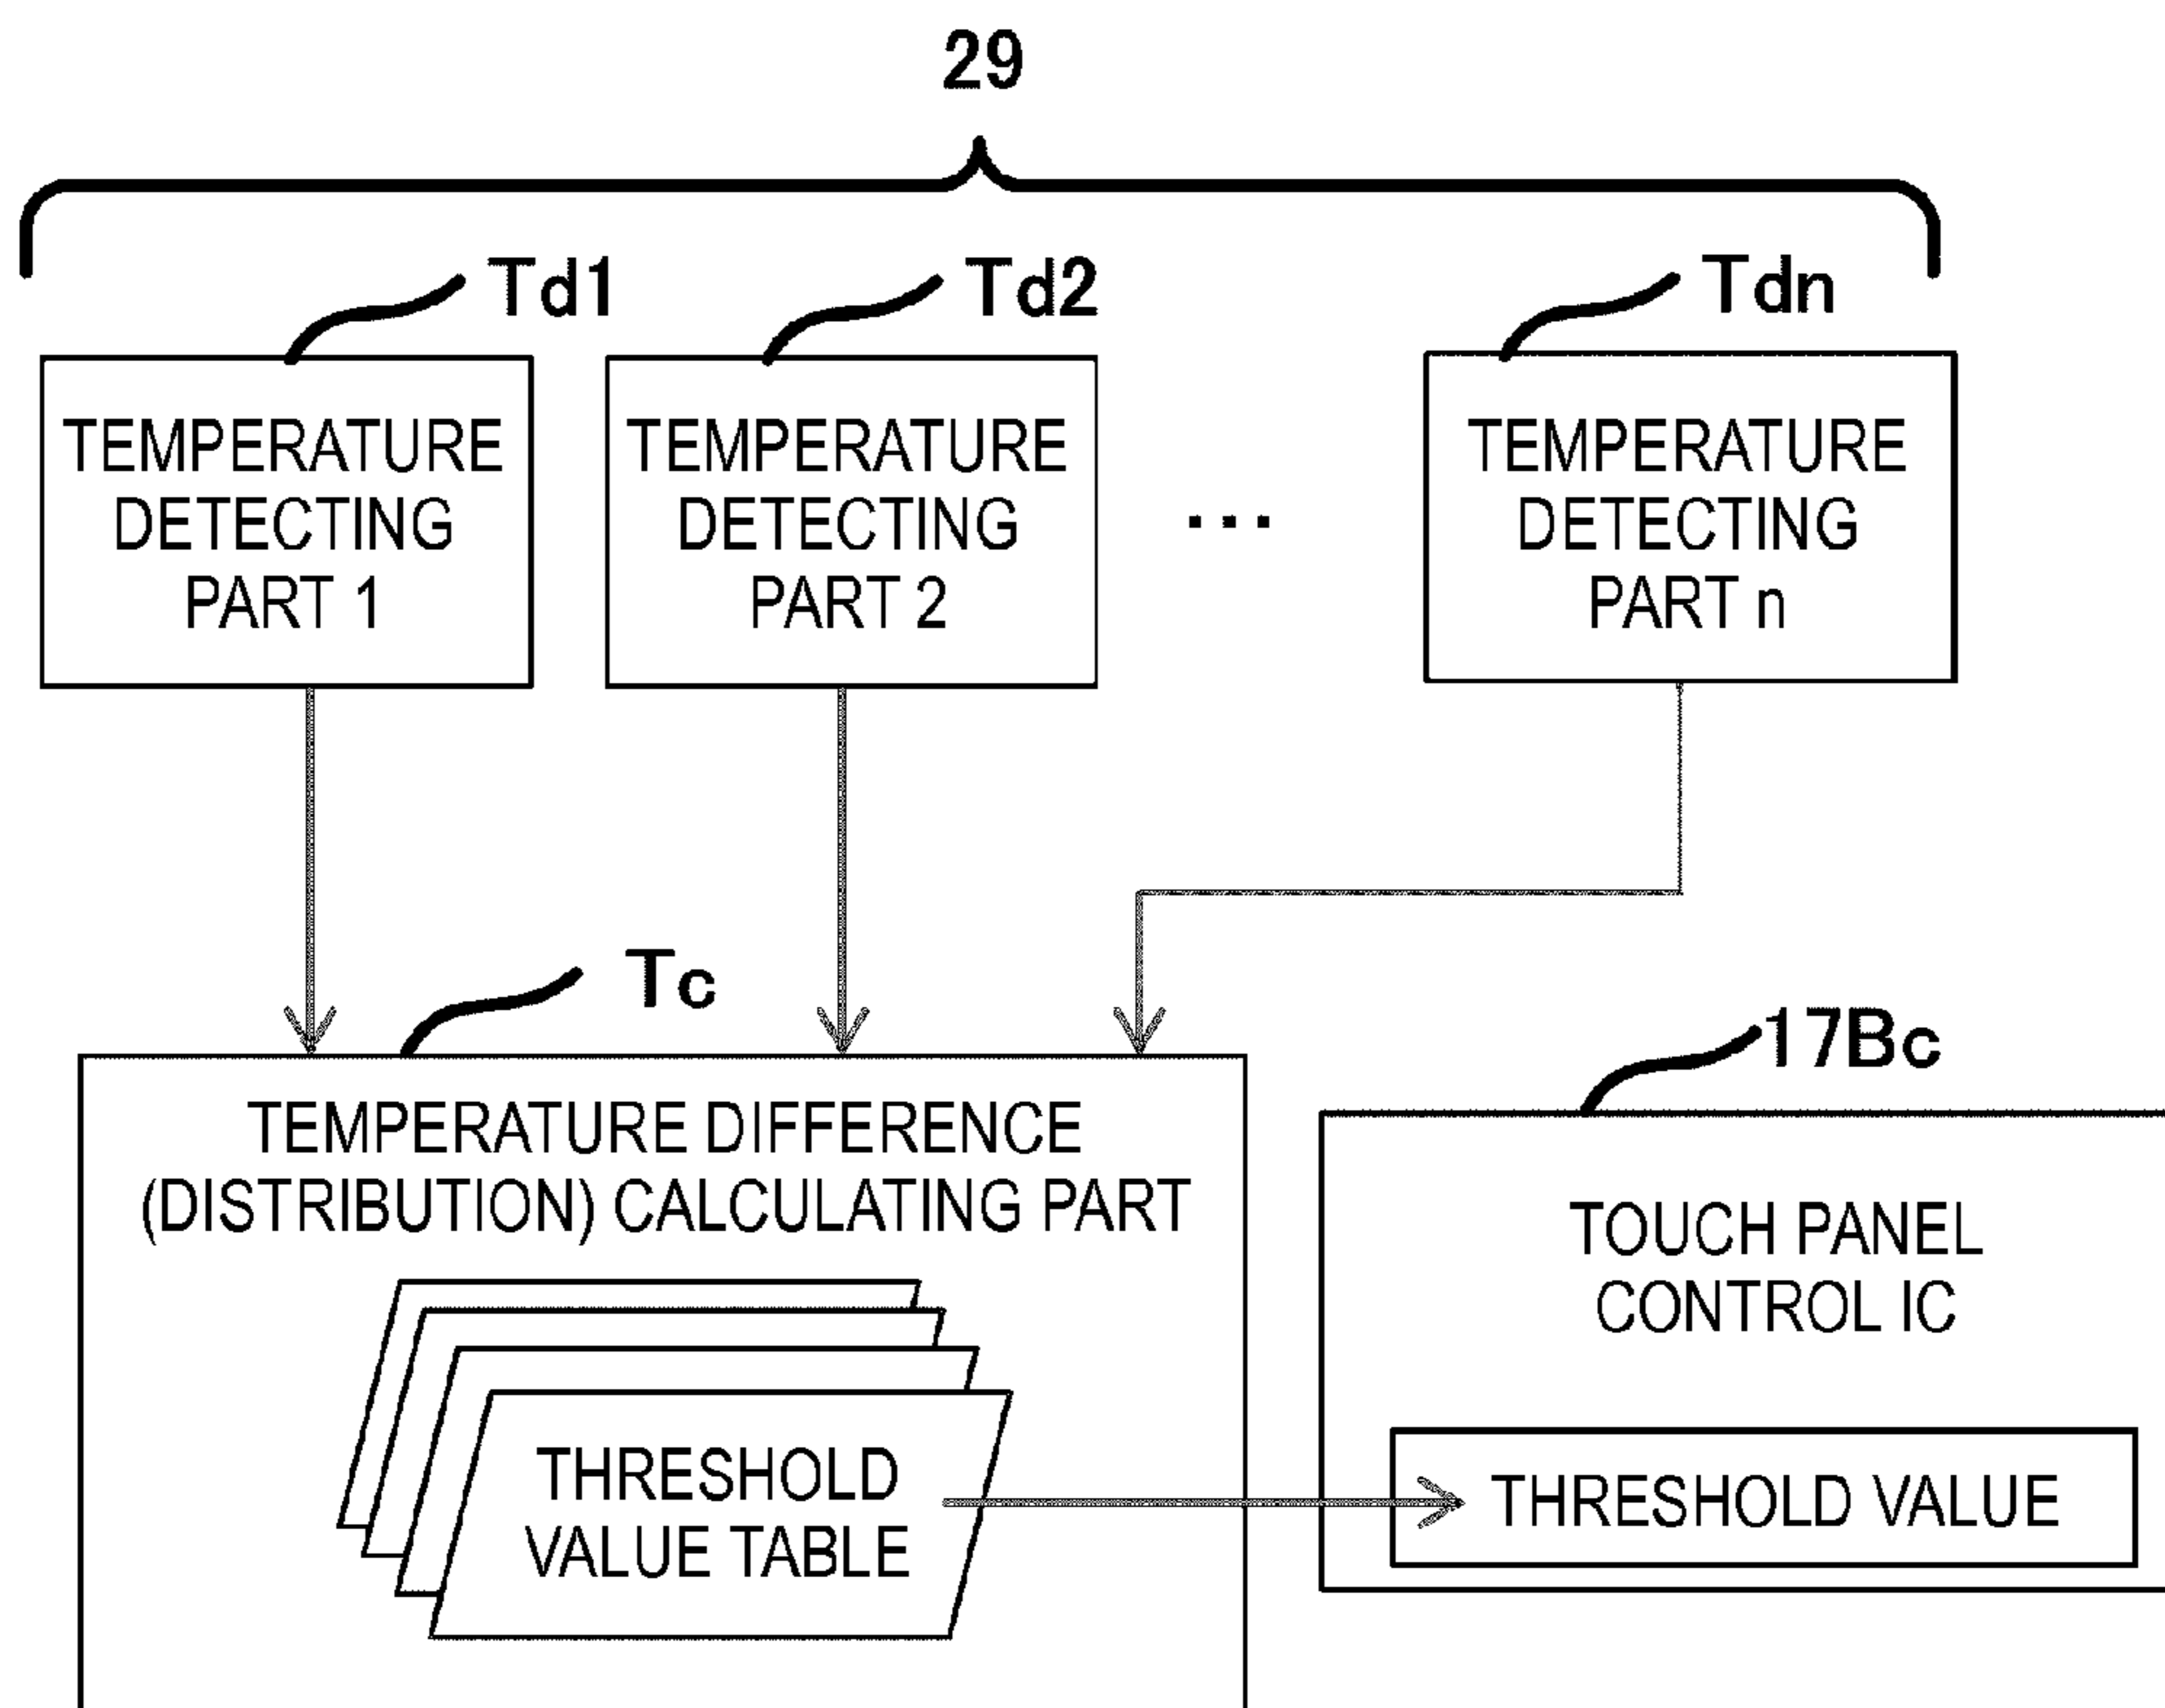 29
Td1
Td2
Tdn
TEMPERATURE
DETECTING
PART 1
TEMPERATURE
DETECTING
PART 2
...
TEMPERATURE
DETECTING
PART n
Tc
17Bc
TEMPERATURE DIFFERENCE
(DISTRIBUTION) CALCULATING PART
THRESHOLD
VALUE TABLE
TOUCH PANEL
CONTROL IC
THRESHOLD VALUE